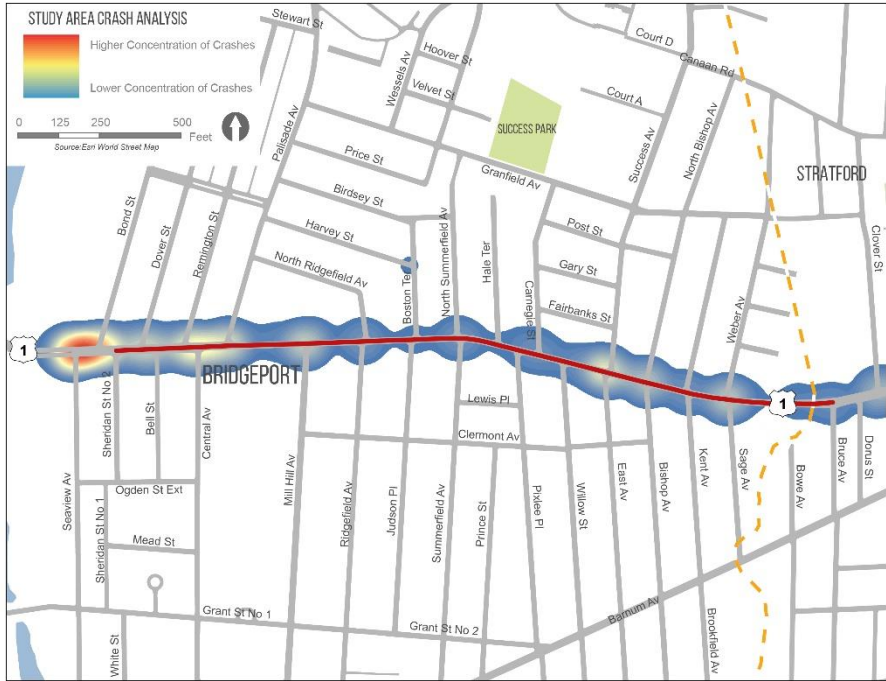 STUDY AREA CRASH ANALYSIS
Higher Concentration of Crashes
Lower Concentration of Crashes
0 125 250 500
Feet
Source:Esri World Street Map
Stewart St
Hoover St
Wessels Av
Velvet St
Court D
Canaan Rd
Court A
SUCCESS PARK
Palisade Av
Price St
Success Av
North Bishop Av
STRATFORD
Granfield Av
Birdsey St
Bond St
Dover St
Remington St
Harvey St
North Ridgefield Av
Boston Ter
North Summerfield Av
Hale Ter
Post St
Gary St
Carnegie St
Fairbanks St
Weber Av
Clover St
1
BRIDGEPORT
1
Sheridan St No 2
Bell St
Central Av
Lewis Pl
Clermont Av
Seaview Av
Mill Hill Av
Ridgefield Av
Judson Pl
Summerfield Av
Prince St
Pixlee Pl
Willow St
East Av
Bishop Av
Kent Av
Sage Av
Bowe Av
Bruce Av
Dorus St
Ogden St Ext
Sheridan St No 1
Mead St
Grant St No 1
Grant St No 2
Barnum Av
Brookfield Av
White St